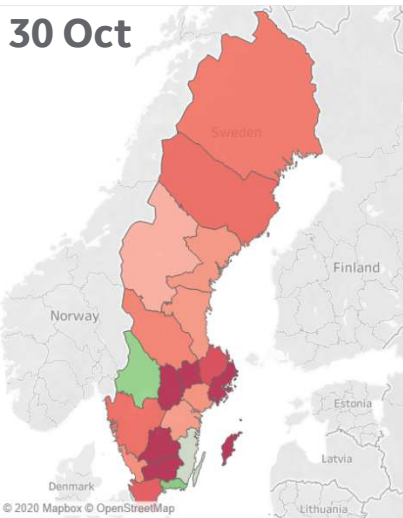 30 Oct
Sweden
Finland
Norway
Estonia
Latvia
Denmark
Lithuania
© 2020 Mapbox © OpenStreetMap